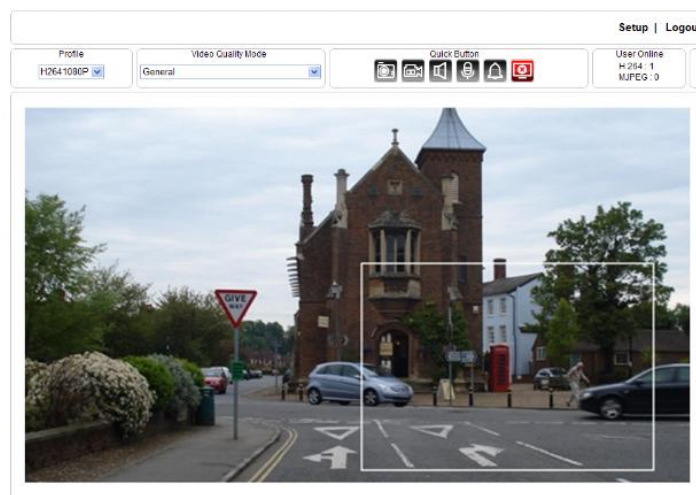 Setup | Logou
Profile
Video Quality Mode
Quick Button
User Online
H2641080P
General
H.264 : 1
MJPEG : 0
GIVE
WAY